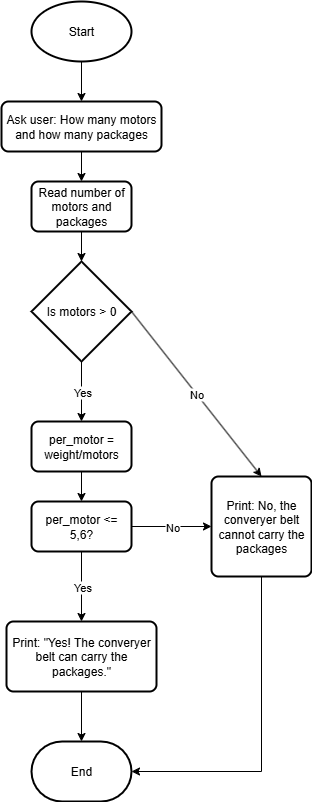 Start
Ask user: How many motors
and how many packages
Read number of
motors and
packages
Is motors > 0
No
Yes
per_motor =
weight/motors
per_motor <=
5,6?
No
Print: No, the
converyer belt
cannot carry the
packages
Yes
Print: "Yes! The converyer
belt can carry the
packages."
End